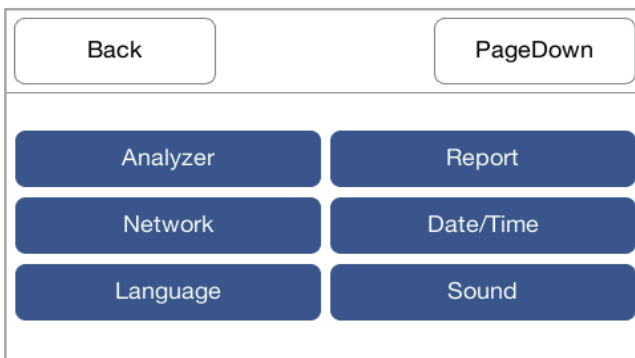 Back PageDown
Analyzer Report
Network Date/Time
Language Sound